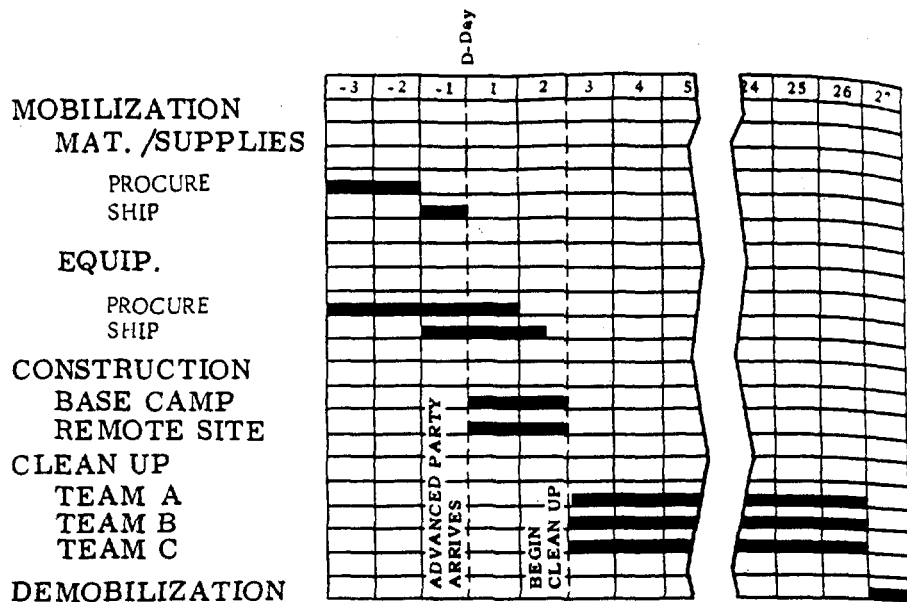 D-Day
-3 -2 -1 1 2 3 4 5 24 25 26
MOBILIZATION
MAT. /SUPPLIES
PROCURE
SHIP
EQUIP.
PROCURE
SHIP
CONSTRUCTION
BASE CAMP
REMOTE SITE
CLEAN UP
TEAM A
TEAM B
TEAM C
DEMOBILIZATION
ADVANCED PARTY
ARRIVES
BEGIN
CLEAN UP